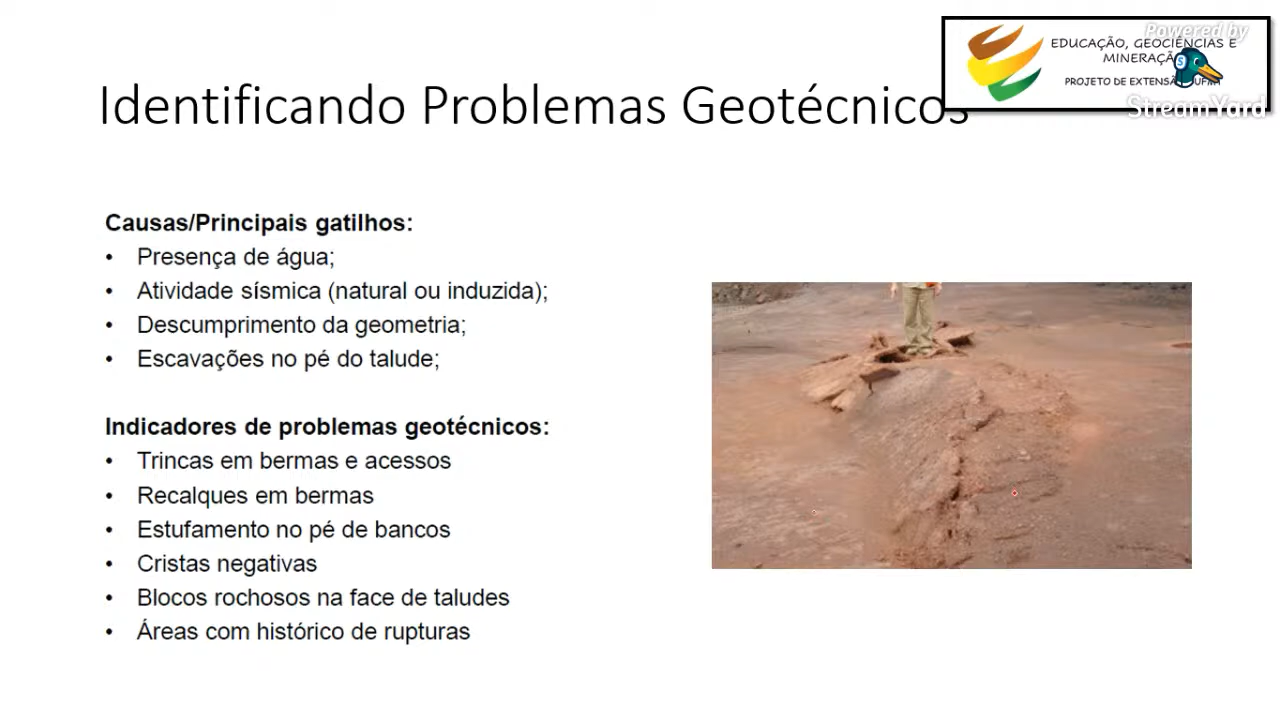 Powered by
EDUCAÇÃO, GEOCIÊNCIAS E
MINERAÇÃO
PROJETO DE EXTENSÃO
StreamYard
Identificando Problemas Geotécnicos
Causas/Principais gatilhos:
• Presença de água;
• Atividade sísmica (natural ou induzida);
• Descumprimento da geometria;
• Escavações no pé do talude;
Indicadores de problemas geotécnicos:
• Trincas em bermas e acessos
• Recalques em bermas
• Estufamento no pé de bancos
• Cristas negativas
• Blocos rochosos na face de taludes
• Áreas com histórico de rupturas